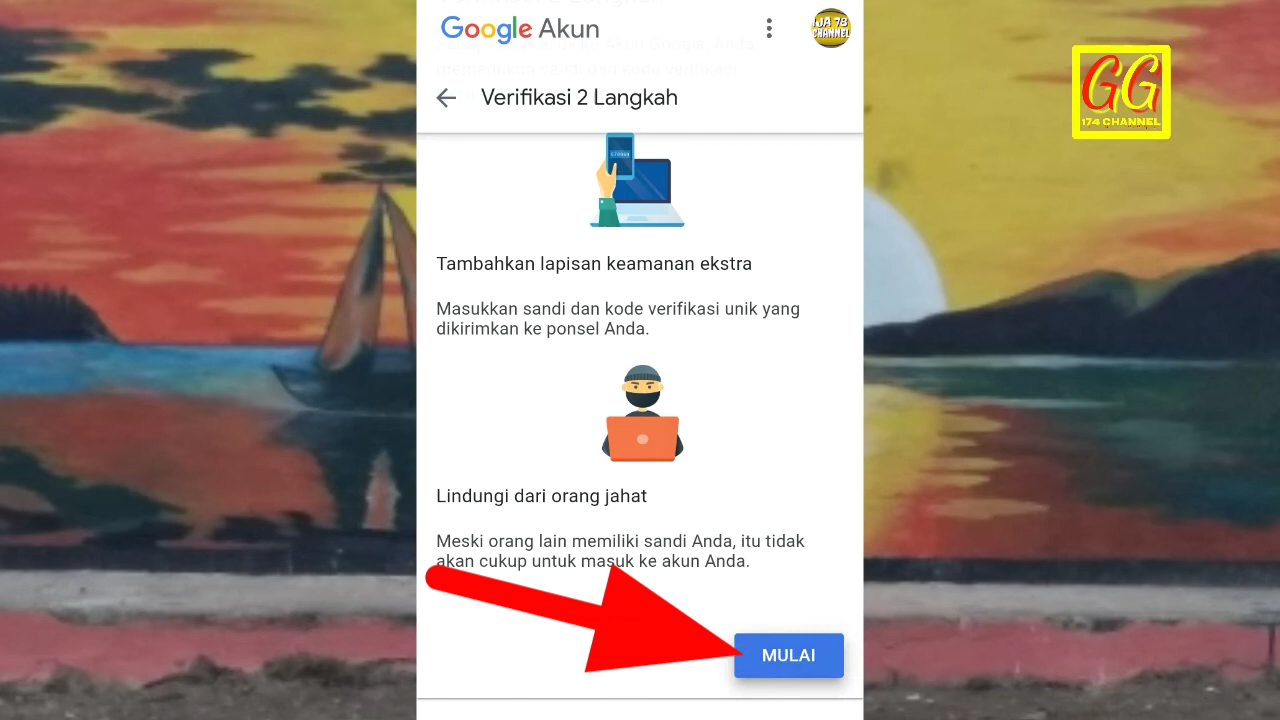 Google Akun
JA 78
CHANNEL
GG
174 CHANNEL
Verifikasi 2 Langkah
Tambahkan lapisan keamanan ekstra
Masukkan sandi dan kode verifikasi unik yang
dikirimkan ke ponsel Anda.
Lindungi dari orang jahat
Meski orang lain memiliki sandi Anda, itu tidak
akan cukup untuk masuk ke akun Anda.
MULAI